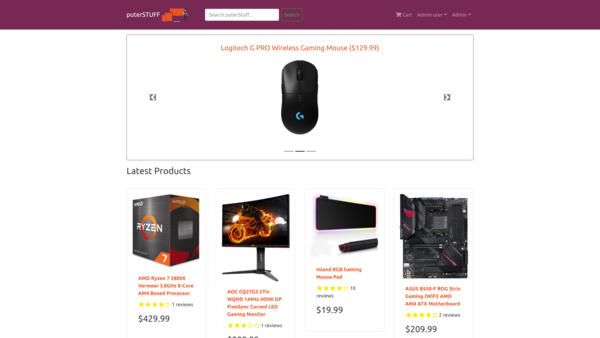 puterSTUFF
Search puterStuff...
Search
Cart
Admin user
Admin
Logitech G PRO Wireless Gaming Mouse ($129.99)
Latest Products
AMD
RYZEN
7
AMD Ryzen 7 5800X
Vermeer 3.8GHz 8-Core
AM4 Boxed Processor
1 reviews
$429.99
AOC CQ27G2 27in
WQHD 144Hz HDMI DP
FreeSync Curved LED
Gaming Monitor
1 reviews
Inland RGB Gaming
Mouse Pad
10
reviews
$19.99
ASUS B550-F ROG Strix
Gaming (WiFi) AMD
AM4 ATX Motherboard
2 reviews
$209.99